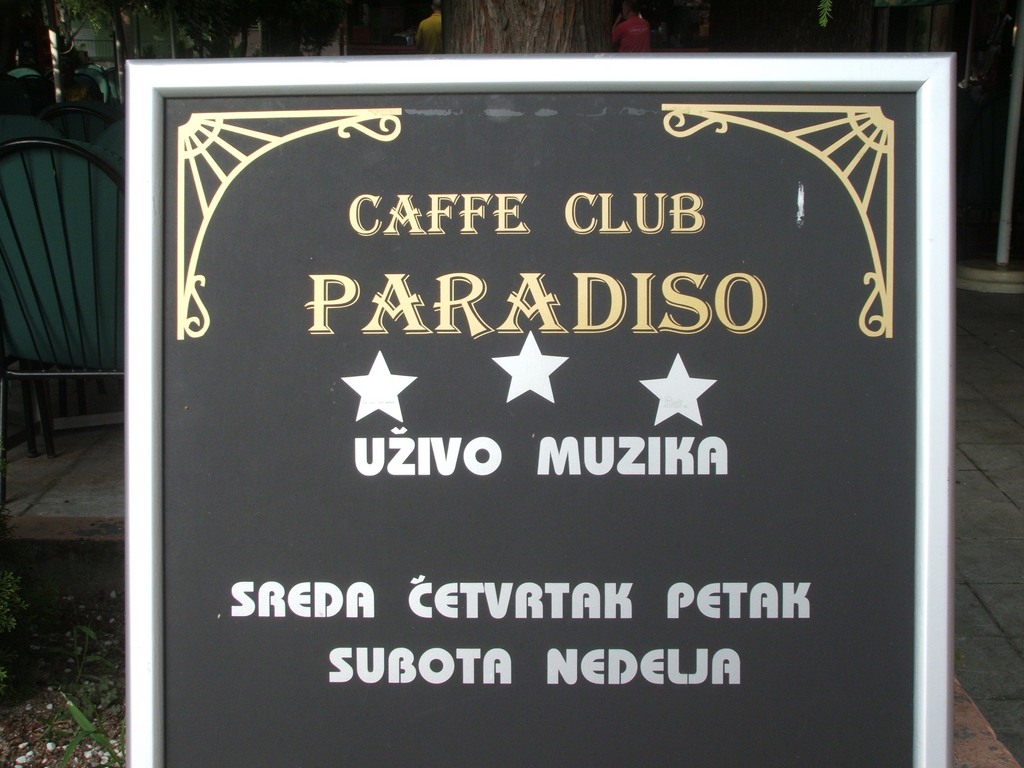 CAFFE CLUB
PARADISO
UŽIVO MUZIKA
SREDA ČETVRTAK PETAK
SUBOTA NEDELJA